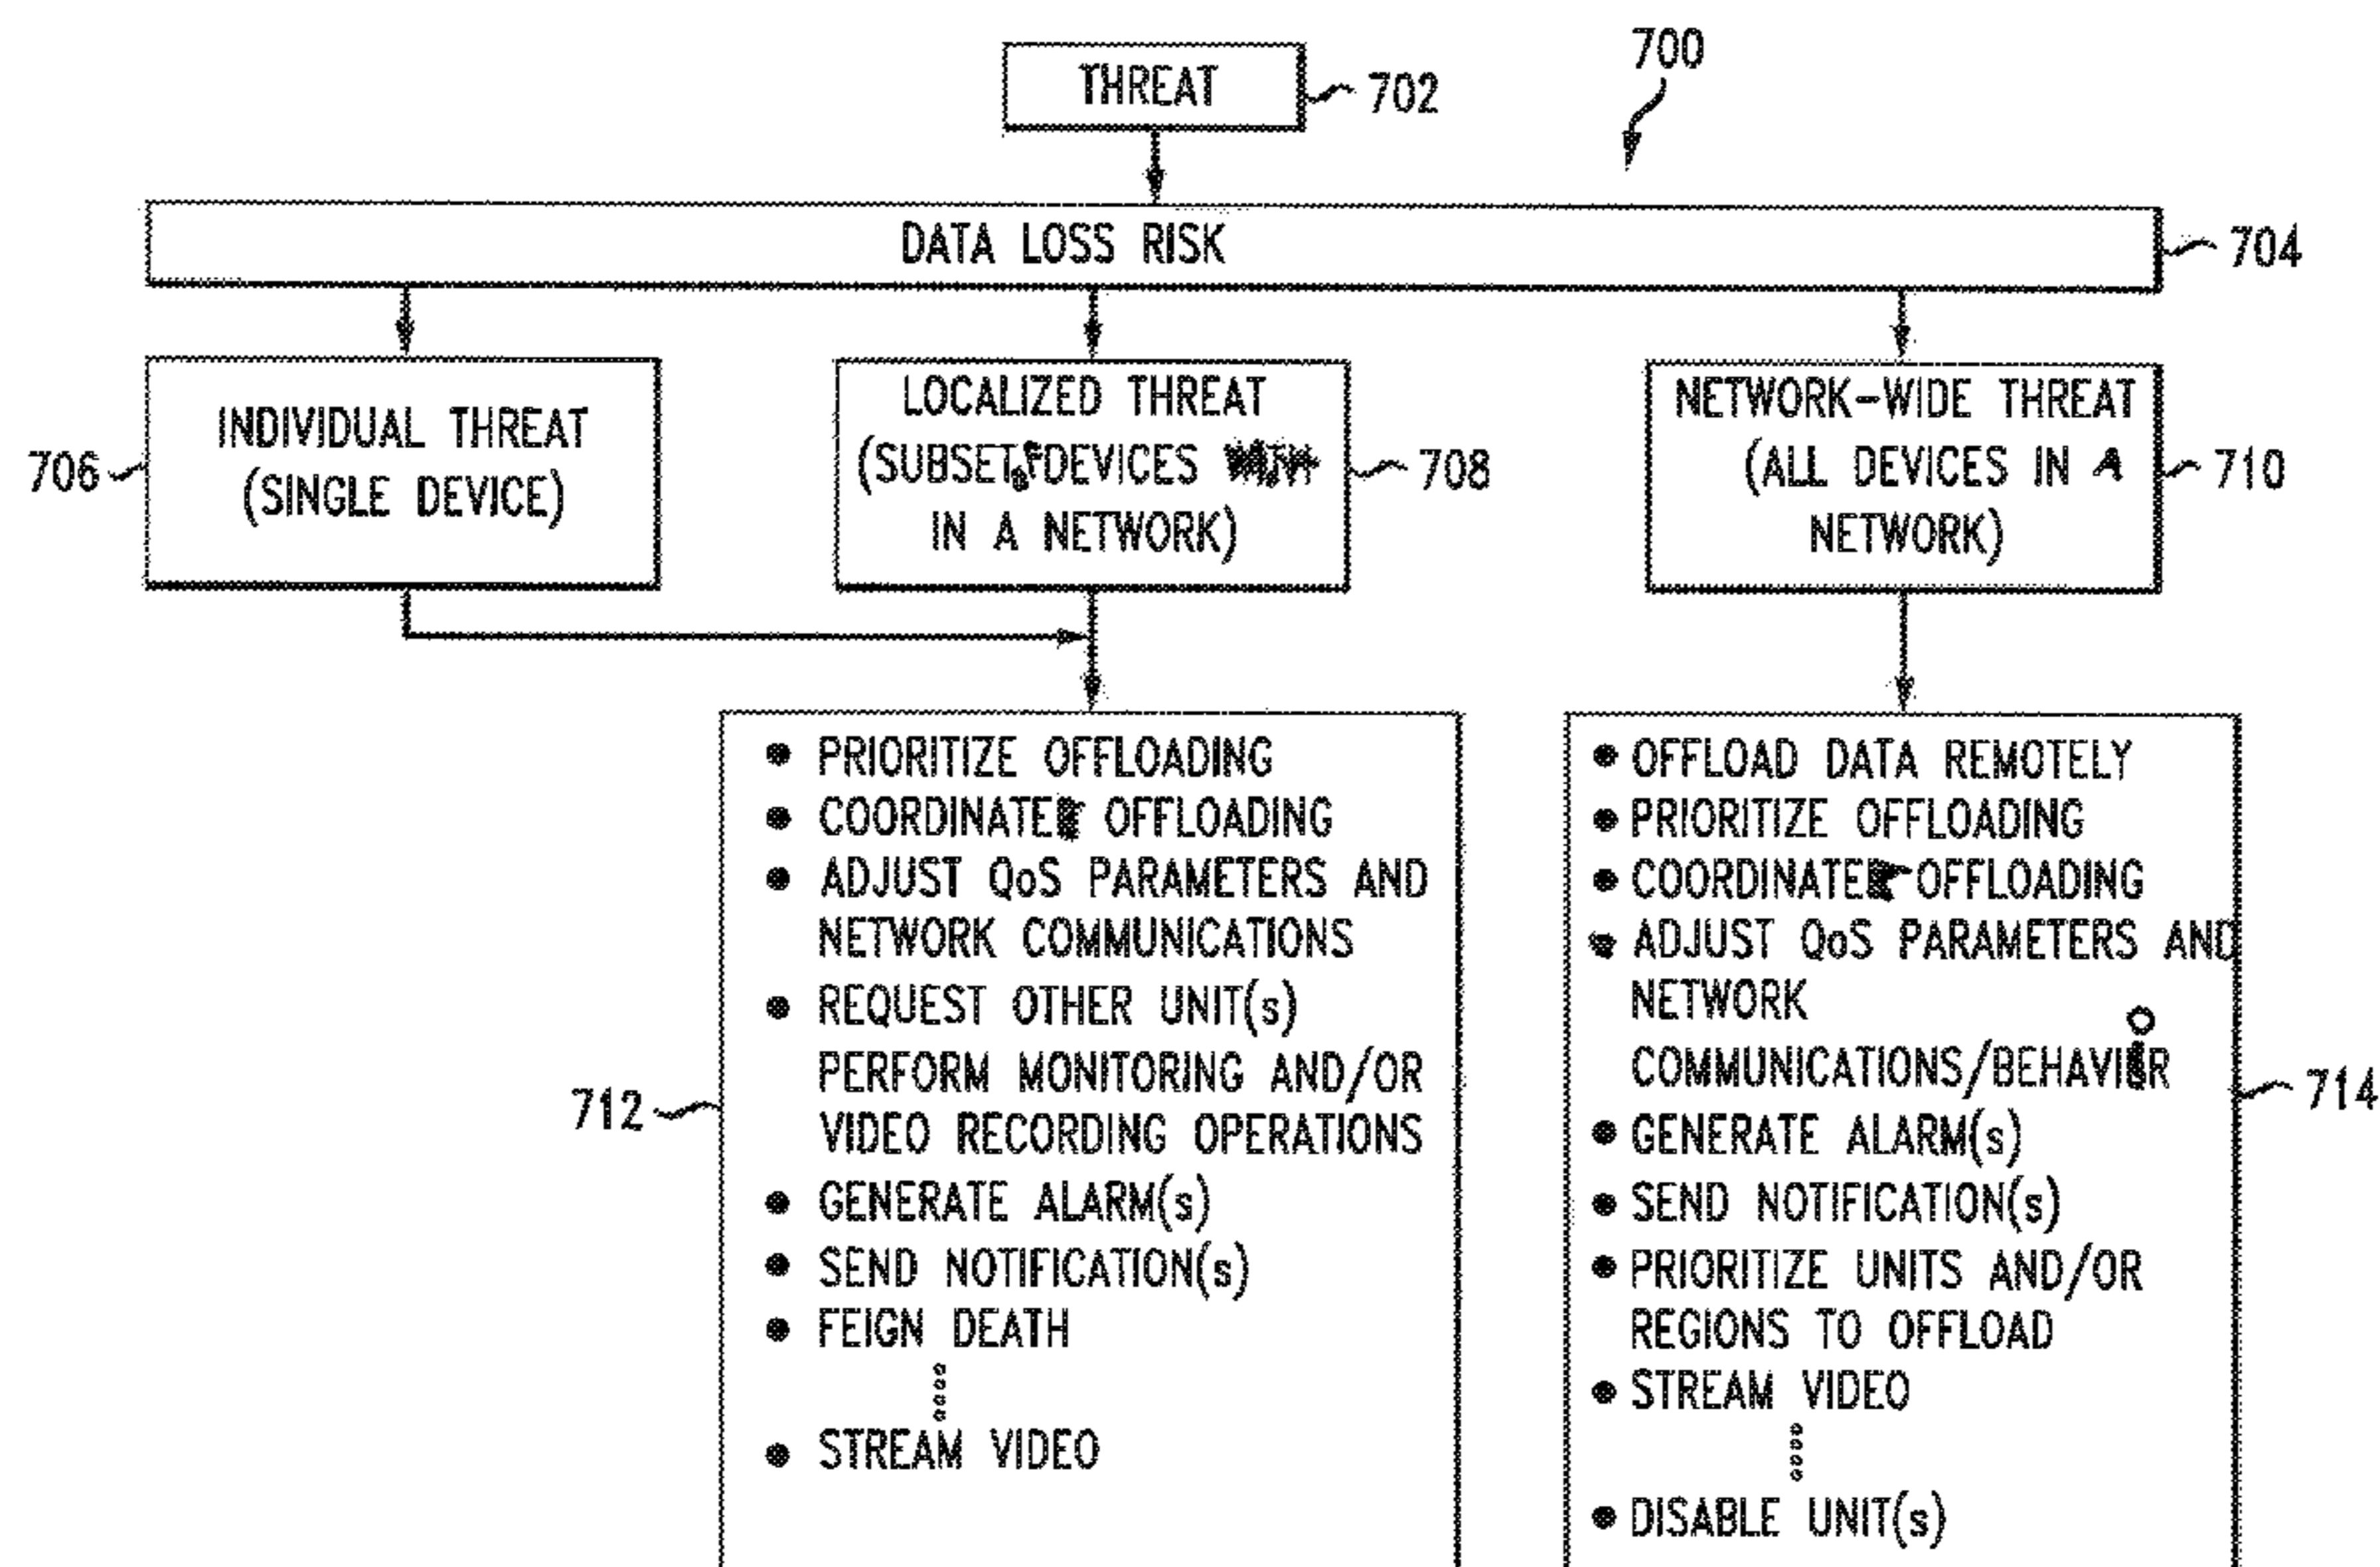 700
THREAT
702
DATA LOSS RISK
704
INDIVIDUAL THREAT
(SINGLE DEVICE)
706
LOCALIZED THREAT
(SUBSET of DEVICES
IN A NETWORK)
708
NETWORK-WIDE THREAT
(ALL DEVICES IN A
NETWORK)
710
712
• PRIORITIZE OFFLOADING
• COORDINATE OFFLOADING
• ADJUST QoS PARAMETERS AND
NETWORK COMMUNICATIONS
• REQUEST OTHER UNIT(s)
PERFORM MONITORING AND/OR
VIDEO RECORDING OPERATIONS
• GENERATE ALARM(s)
• SEND NOTIFICATION(s)
• FEIGN DEATH
• STREAM VIDEO
• OFFLOAD DATA REMOTELY
• PRIORITIZE OFFLOADING
• COORDINATE OFFLOADING
• ADJUST QoS PARAMETERS AND
NETWORK
COMMUNICATIONS/BEHAVIOR
• GENERATE ALARM(s)
• SEND NOTIFICATION(s)
• PRIORITIZE UNITS AND/OR
REGIONS TO OFFLOAD
• STREAM VIDEO
• DISABLE UNIT(s)
714